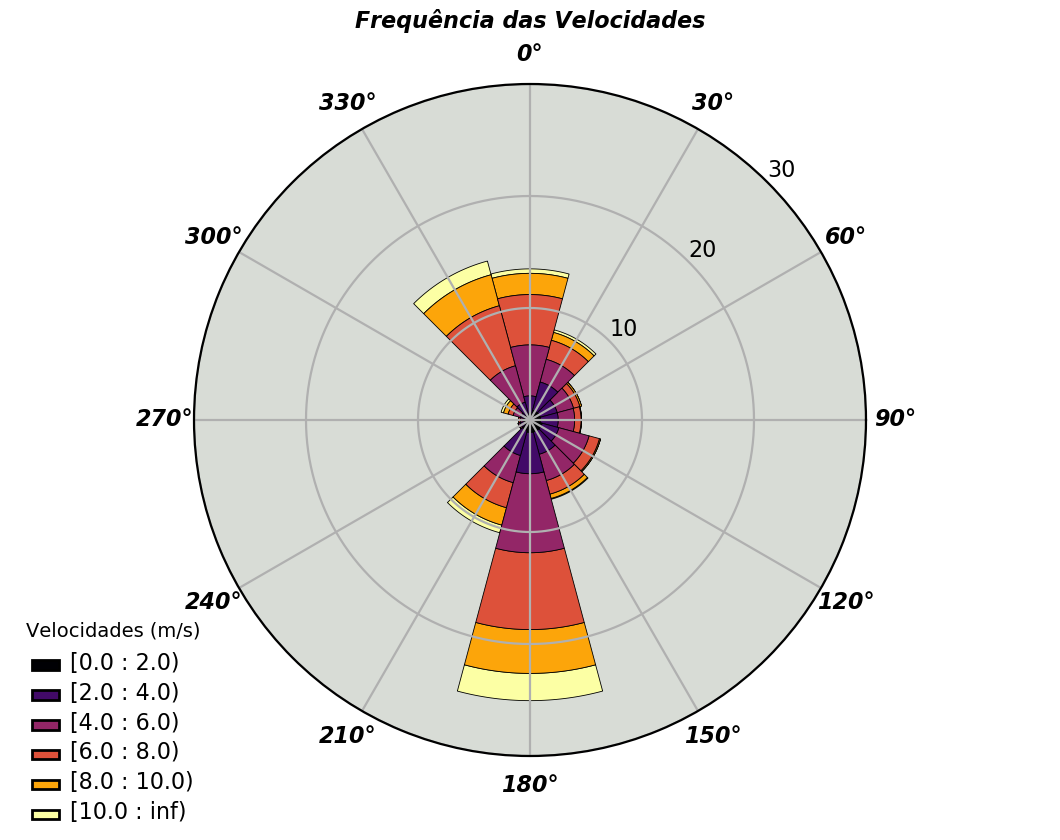 Frequência das Velocidades
0°
330°
30°
30
300°
60°
20
10
270°
90°
240°
120°
210°
150°
180°
Velocidades (m/s)
[0.0 : 2.0)
[2.0 : 4.0)
[4.0 : 6.0)
[6.0 : 8.0)
[8.0 : 10.0)
[10.0 : inf)